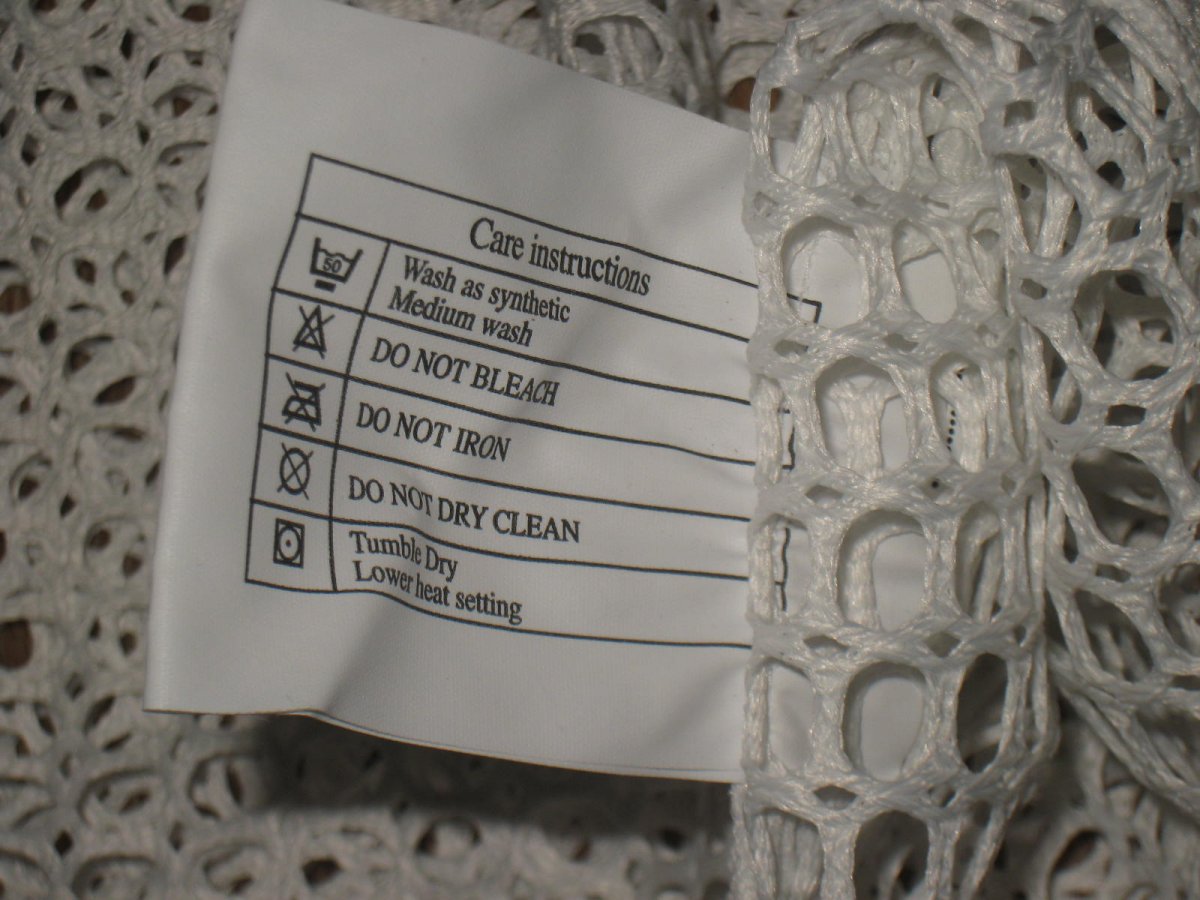 Care instructions
50
Wash as synthetic
Medium wash
DO NOT BLEACH
DO NOT IRON
DO NOT DRY CLEAN
Tumble Dry
Lower heat setting